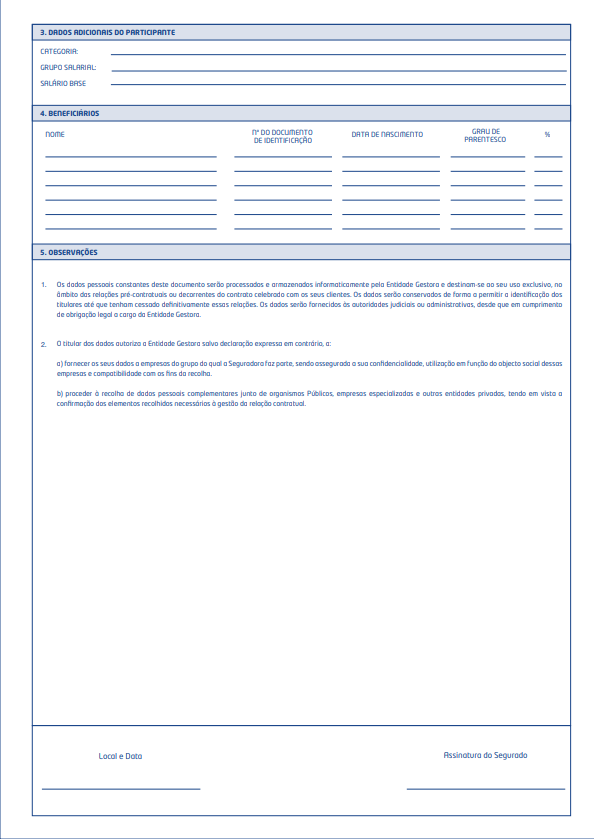 3. DADOS ADICIONAIS DO PARTICIPANTE
CATEGORIA:
GRUPO SALARIAL:
SALÁRIO BASE
4. BENEFICIÁRIOS
NOME
Nº DO DOCUMENTO
DE IDENTIFICAÇÃO
DATA DE NASCIMENTO
GRAU DE
PARENTESCO
%
5. OBSERVAÇÕES
1. Os dados pessoais constantes deste documento serão processados e armazenados informaticamente pela Entidade Gestora e destinam-se ao seu uso exclusivo, no
âmbito das relações pré-contratuais ou decorrentes do contrato celebrado com os seus clientes. Os dados serão conservados de forma a permitir a identificação dos
titulares até que tenham cessado definitivamente essas relações. Os dados serão fornecidos às autoridades judiciais ou administrativas, desde que em cumprimento
de obrigação legal a cargo da Entidade Gestora.
2. O titular dos dados autoriza a Entidade Gestora salvo declaração expressa em contrário, a:
a) fornecer os seus dados a empresas do grupo do qual a Seguradora faz parte, sendo assegurada a sua confidencialidade, utilização em função do objecto social dessas
empresas e compatibilidade com os fins da recolha.
b) proceder à recolha de dados pessoais complementares junto de organismos Públicos, empresas especializadas e outras entidades privadas, tendo em vista a
confirmação dos elementos recolhidos necessários à gestão da relação contratual.
Local e Data
Assinatura do Segurado